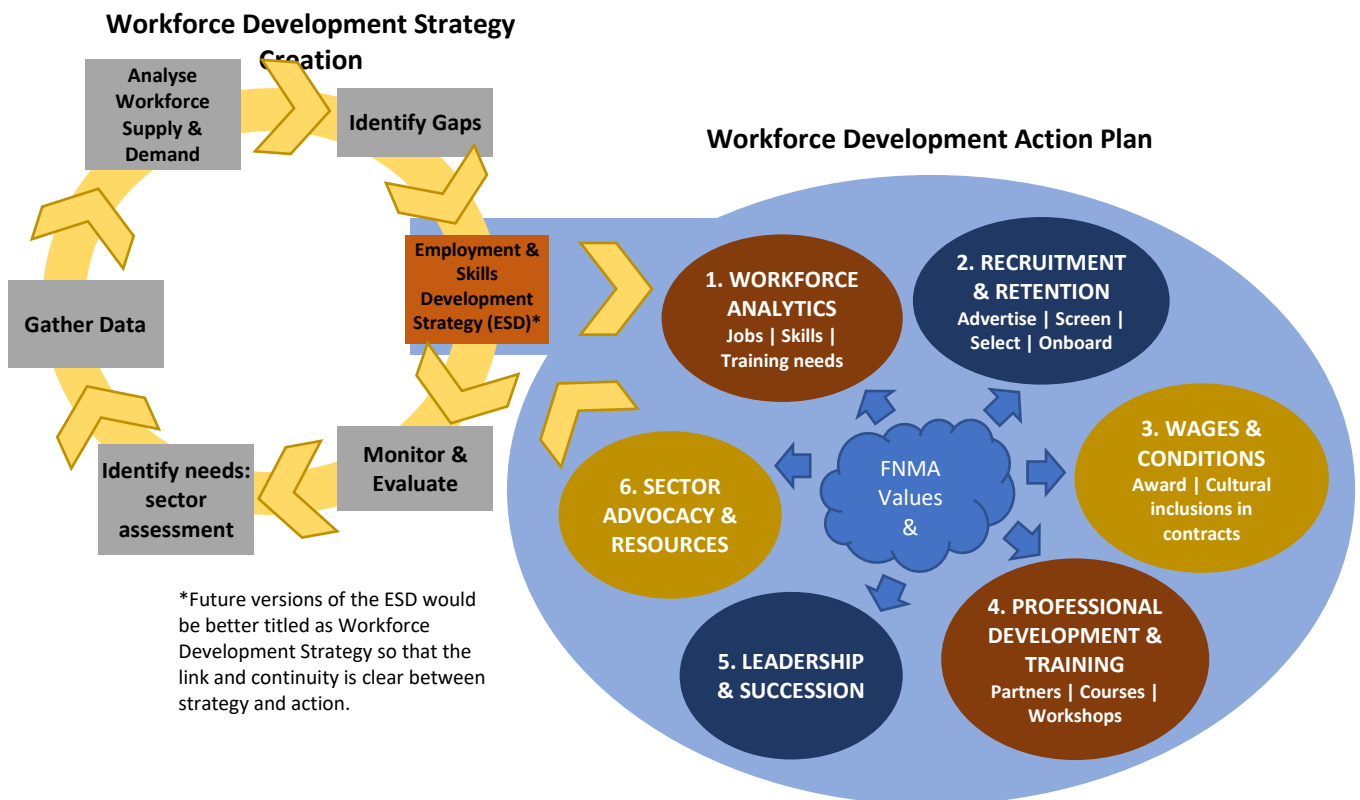 Workforce Development Strategy
Creation
Analyse
Workforce
Supply &
Demand
Identify Gaps
Employment &
Skills
Development
Strategy (ESD)*
Monitor &
Evaluate
Identify needs:
sector
assessment
Gather Data
*Future versions of the ESD would
be better titled as Workforce
Development Strategy so that the
link and continuity is clear between
strategy and action.
Workforce Development Action Plan
1. WORKFORCE
ANALYTICS
Jobs | Skills |
Training needs
2. RECRUITMENT
& RETENTION
Advertise | Screen |
Select | Onboard
3. WAGES &
CONDITIONS
Award | Cultural
inclusions in
contracts
4. PROFESSIONAL
DEVELOPMENT &
TRAINING
Partners | Courses |
Workshops
5. LEADERSHIP
& SUCCESSION
6. SECTOR
ADVOCACY &
RESOURCES
FNMA
Values
&